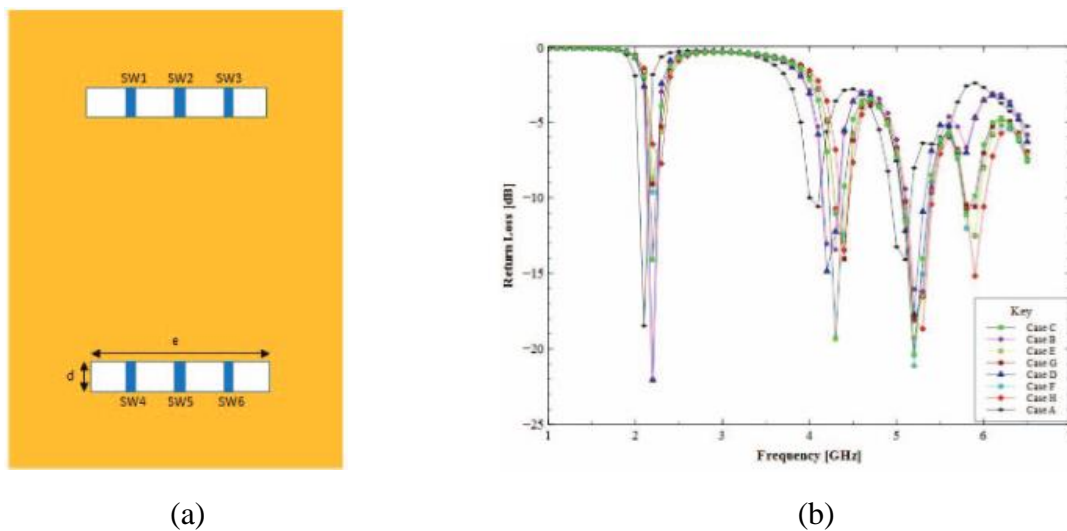 SW1 SW2 SW3
e
d
SW4 SW5 SW6
(a)
0
−5
−10
−15
−20
−25
Return Loss [dB]
1 2 3 4 5 6
Frequency [GHz]
Key
Case C
Case B
Case E
Case G
Case D
Case F
Case H
Case A
(b)